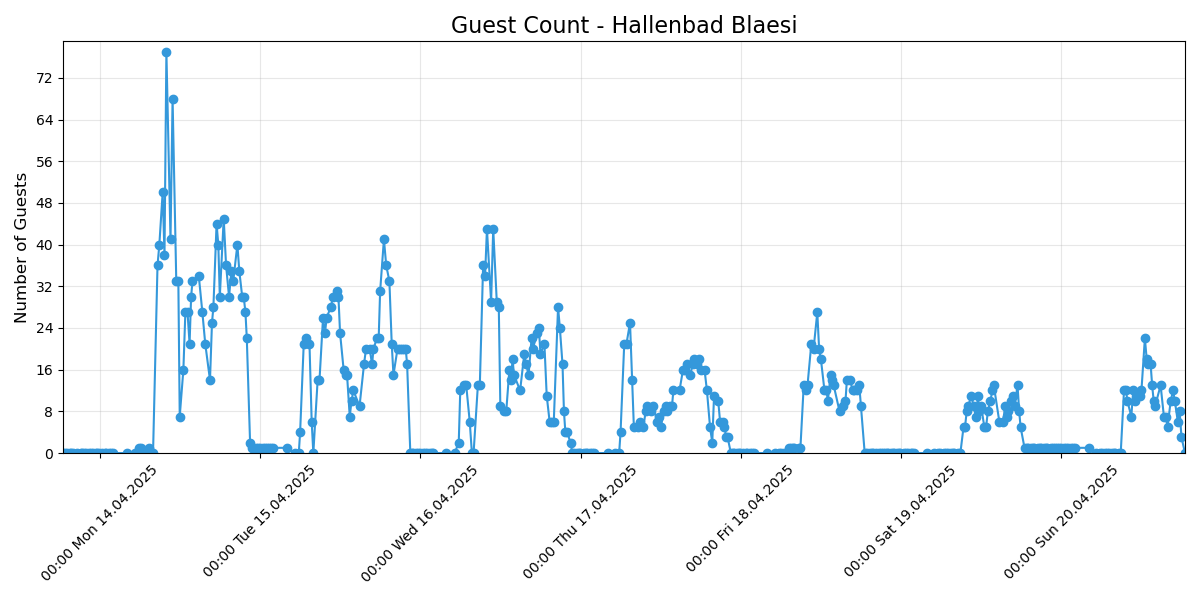 Guest Count - Hallenbad Blaesi
Number of Guests
72
64
56
48
40
32
24
16
8
0
00:00 Mon 14.04.2025
00:00 Tue 15.04.2025
00:00 Wed 16.04.2025
00:00 Thu 17.04.2025
00:00 Fri 18.04.2025
00:00 Sat 19.04.2025
00:00 Sun 20.04.2025